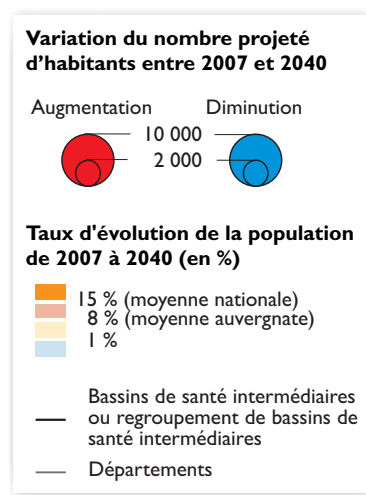 Variation du nombre projeté
d’habitants entre 2007 et 2040
Augmentation Diminution
10 000
2 000
Taux d'évolution de la population
de 2007 à 2040 (en %)
15 % (moyenne nationale)
8 % (moyenne auvergnate)
1 %
Bassins de santé intermédiaires
ou regroupement de bassins de
santé intermédiaires
Départements